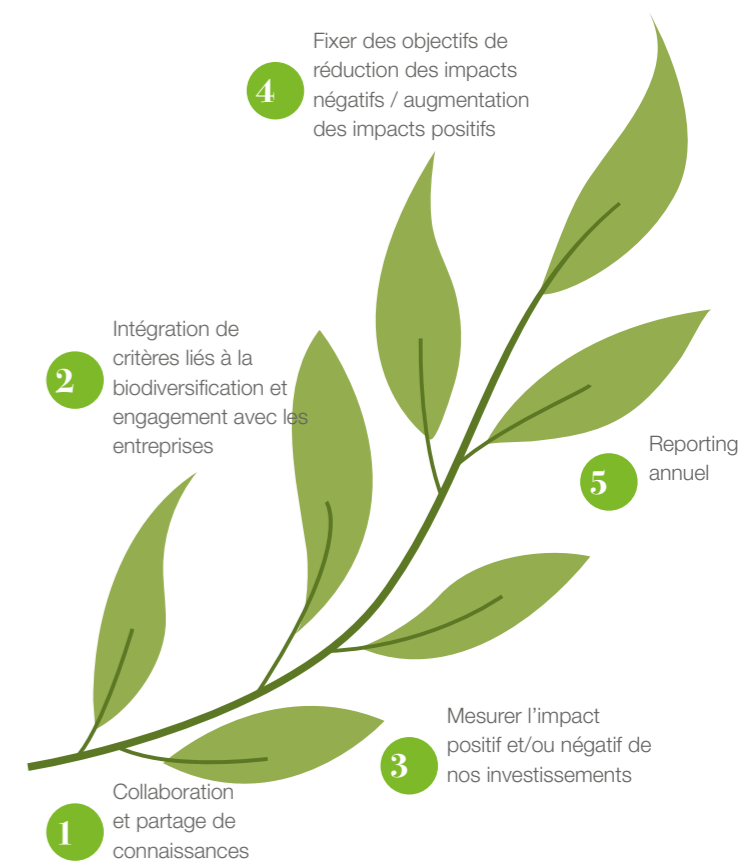 4
Fixer des objectifs de
réduction des impacts
négatifs / augmentation
des impacts positifs
2
Intégration de
critères liés à la
biodiversification et
engagement avec les
entreprises
5
Reporting
annuel
3
Mesurer l’impact
positif et/ou négatif de
nos investissements
1
Collaboration
et partage de
connaissances